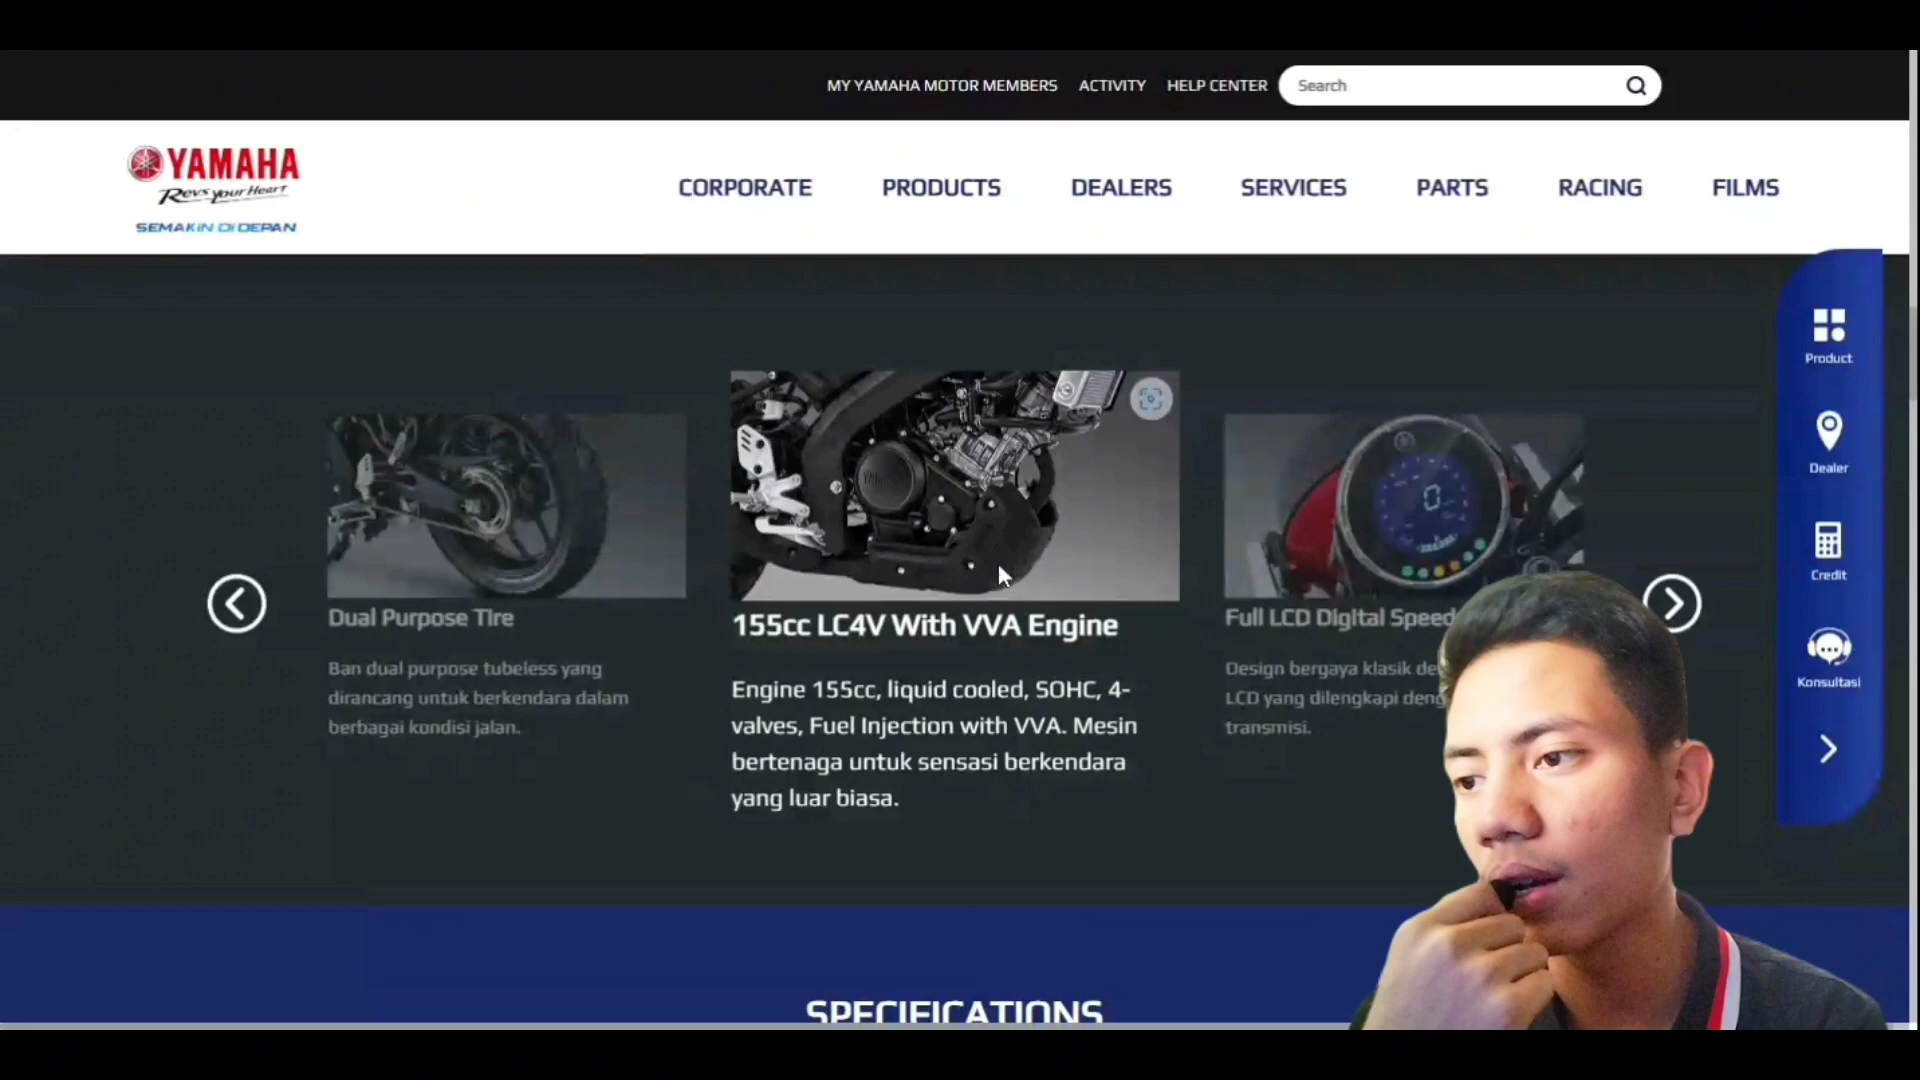 MY YAMAHA MOTOR MEMBERS ACTIVITY HELP CENTER Search
YAMAHA
Revs your Heart
SEMAKIN DI DEPAN
CORPORATE PRODUCTS DEALERS SERVICES PARTS RACING FILMS
Product
Dealer
Credit
Konsultasi
Dual Purpose Tire
Ban dual purpose tubeless yang
dirancang untuk berkendara dalam
berbagai kondisi jalan.
155cc LC4V With VVA Engine
Engine 155cc, liquid cooled, SOHC, 4-
valves, Fuel Injection with VVA. Mesin
bertenaga untuk sensasi berkendara
yang luar biasa.
Full LCD Digital Speed
Design bergaya klasik de
LCD yang dilengkapi deng
transmisi.
SPECIFICATIONS